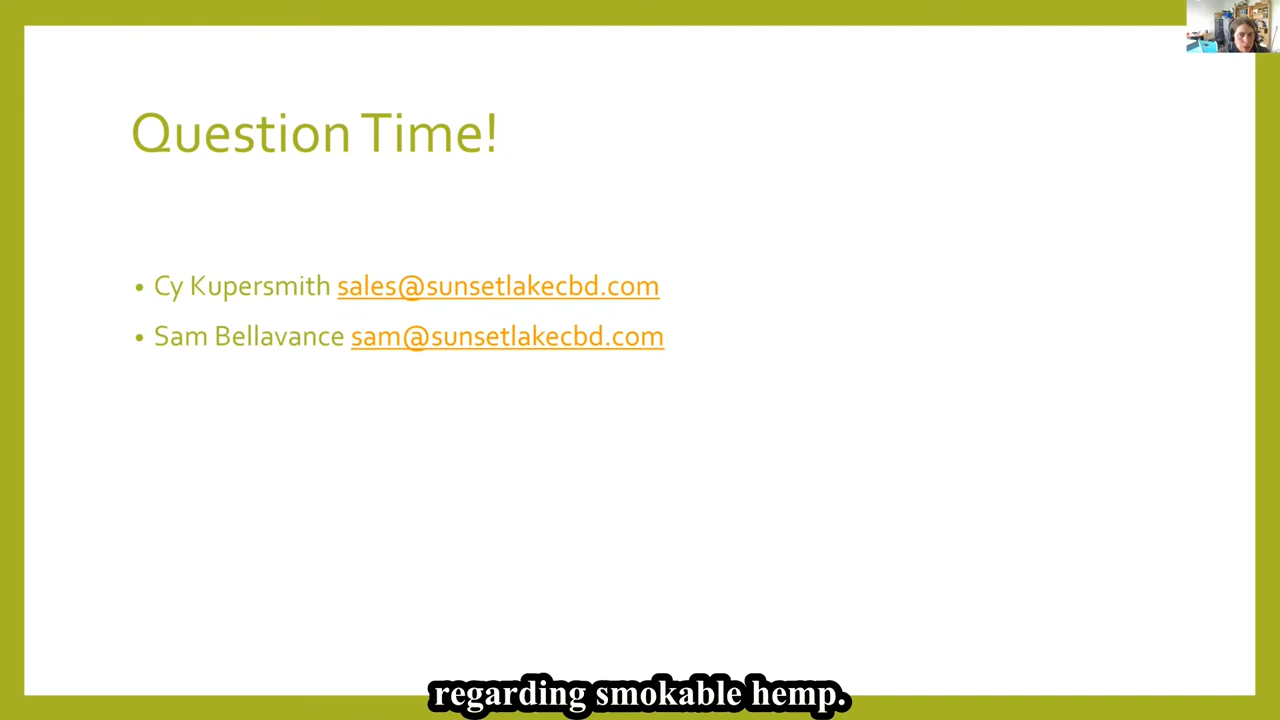 Question Time!
• Cy Kupersmith sales@sunsetlakecbd.com
• Sam Bellavance sam@sunsetlakecbd.com
regarding smokable hemp.